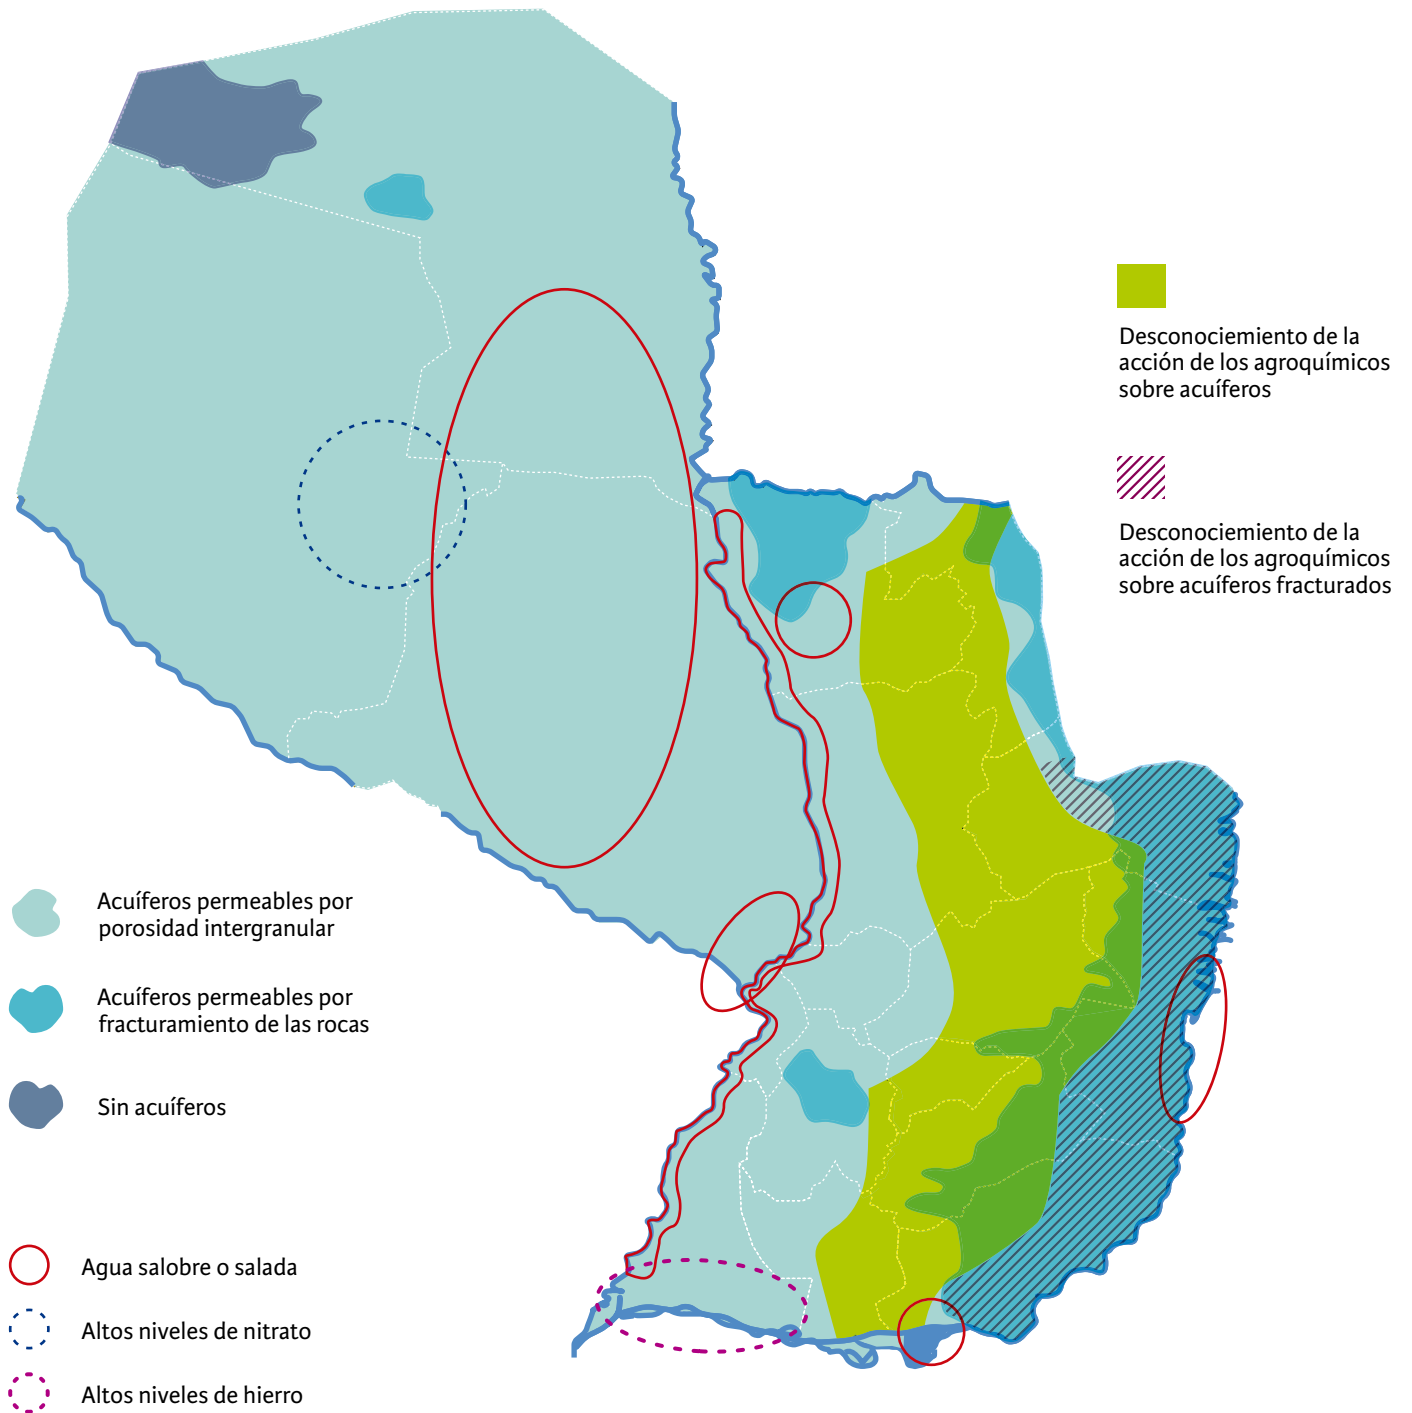 Desconociemiento de la
acción de los agroquímicos
sobre acuíferos
Desconociemiento de la
acción de los agroquímicos
sobre acuíferos fracturados
Acuíferos permeables por
porosidad intergranular
Acuíferos permeables por
fracturamiento de las rocas
Sin acuíferos
Agua salobre o salada
Altos niveles de nitrato
Altos niveles de hierro